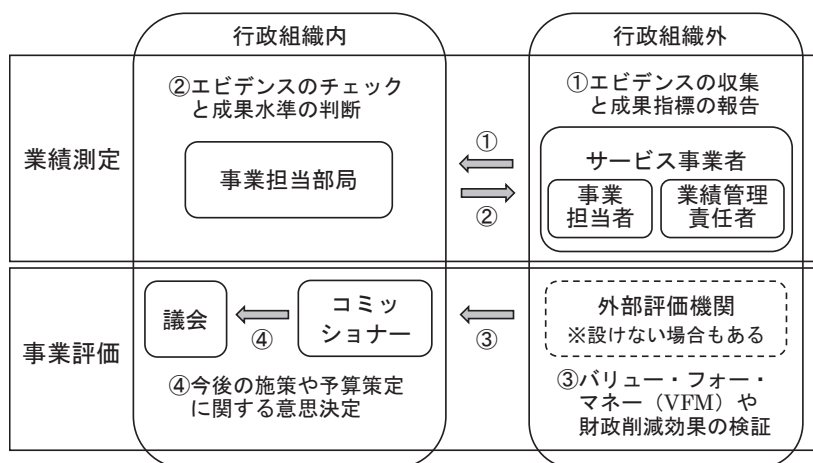 行政組織内
行政組織外
業績測定
②エビデンスのチェック
と成果水準の判断
事業担当部局
①
②
①エビデンスの収集
と成果指標の報告
サービス事業者
事業
担当者
業績管理
責任者
事業評価
議会
④
コミッ
ショナー
③
外部評価機関
※設けない場合もある
④今後の施策や予算策定
に関する意思決定
③バリュー・フォー・
マネー（VFM）や
財政削減効果の検証